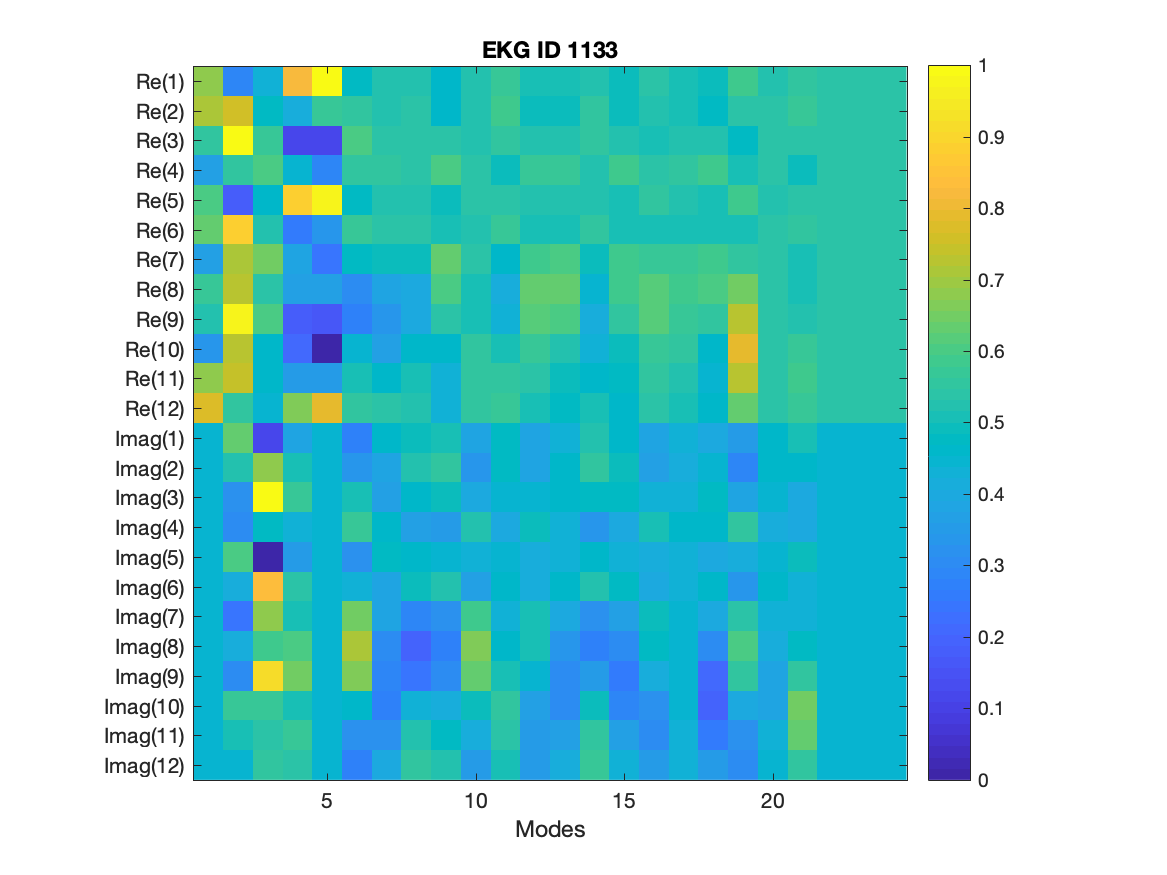 EKG ID 1133
Re(1)
Re(2)
Re(3)
Re(4)
Re(5)
Re(6)
Re(7)
Re(8)
Re(9)
Re(10)
Re(11)
Re(12)
Imag(1)
Imag(2)
Imag(3)
Imag(4)
Imag(5)
Imag(6)
Imag(7)
Imag(8)
Imag(9)
Imag(10)
Imag(11)
Imag(12)
5 10 15 20
Modes
1
0.9
0.8
0.7
0.6
0.5
0.4
0.3
0.2
0.1
0